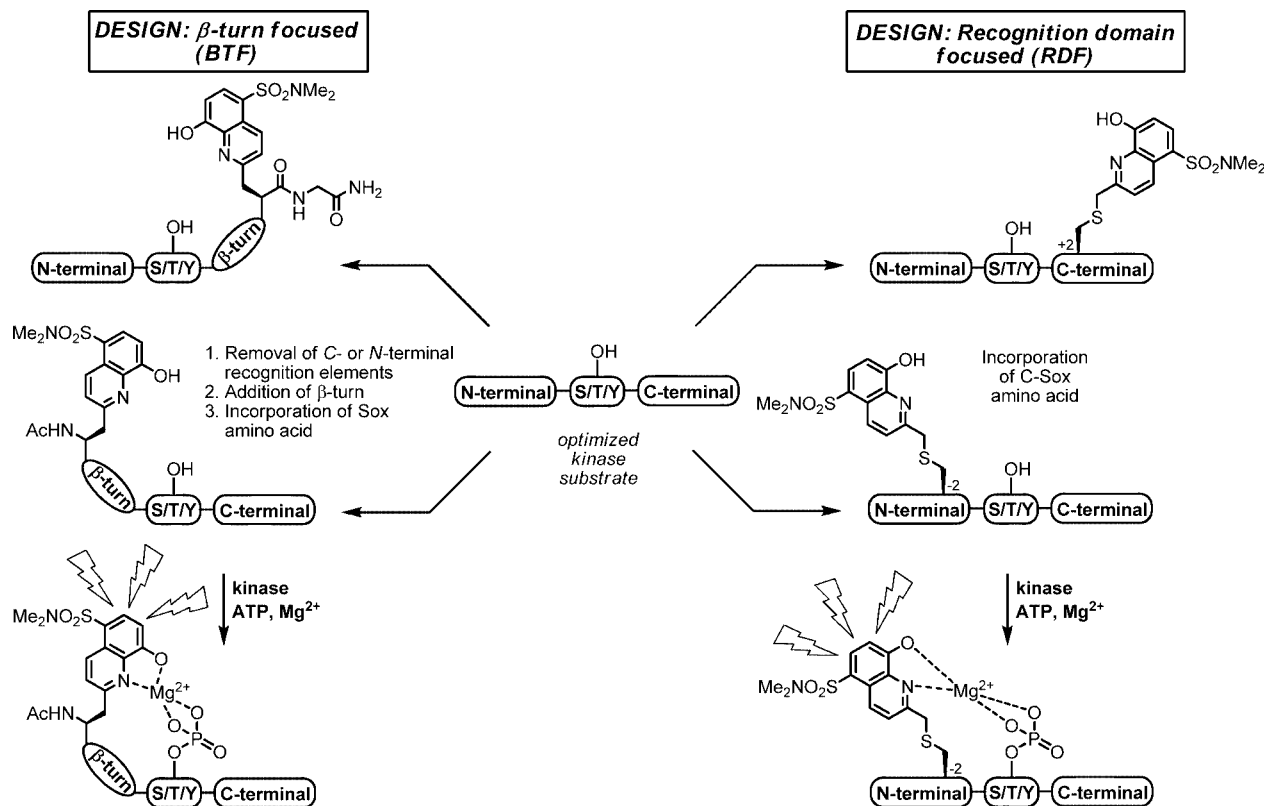 DESIGN: β-turn focused
(BTF)
SO₂NMe₂
HO
N
O
N
H
NH₂
O
OH
β-turn
N-terminal
S/T/Y
DESIGN: Recognition domain
focused (RDF)
HO
N
SO₂NMe₂
S
OH
+2
N-terminal
S/T/Y
C-terminal
Me₂NO₂S
OH
N
AcHN
OH
β-turn
S/T/Y
C-terminal
1. Removal of C- or N-terminal
recognition elements
2. Addition of β-turn
3. Incorporation of Sox
amino acid
OH
N-terminal
S/T/Y
C-terminal
optimized
kinase
substrate
OH
N
Me₂NO₂S
S
OH
-2
N-terminal
S/T/Y
C-terminal
Incorporation
of C-Sox
amino acid
kinase
ATP, Mg²⁺
Me₂NO₂S
O
N
Mg²⁺
AcHN
O
O
P
O
O
β-turn
S/T/Y
C-terminal
kinase
ATP, Mg²⁺
O
N
Mg²⁺
Me₂NO₂S
S
O
O
P
O
O
-2
N-terminal
S/T/Y
C-terminal